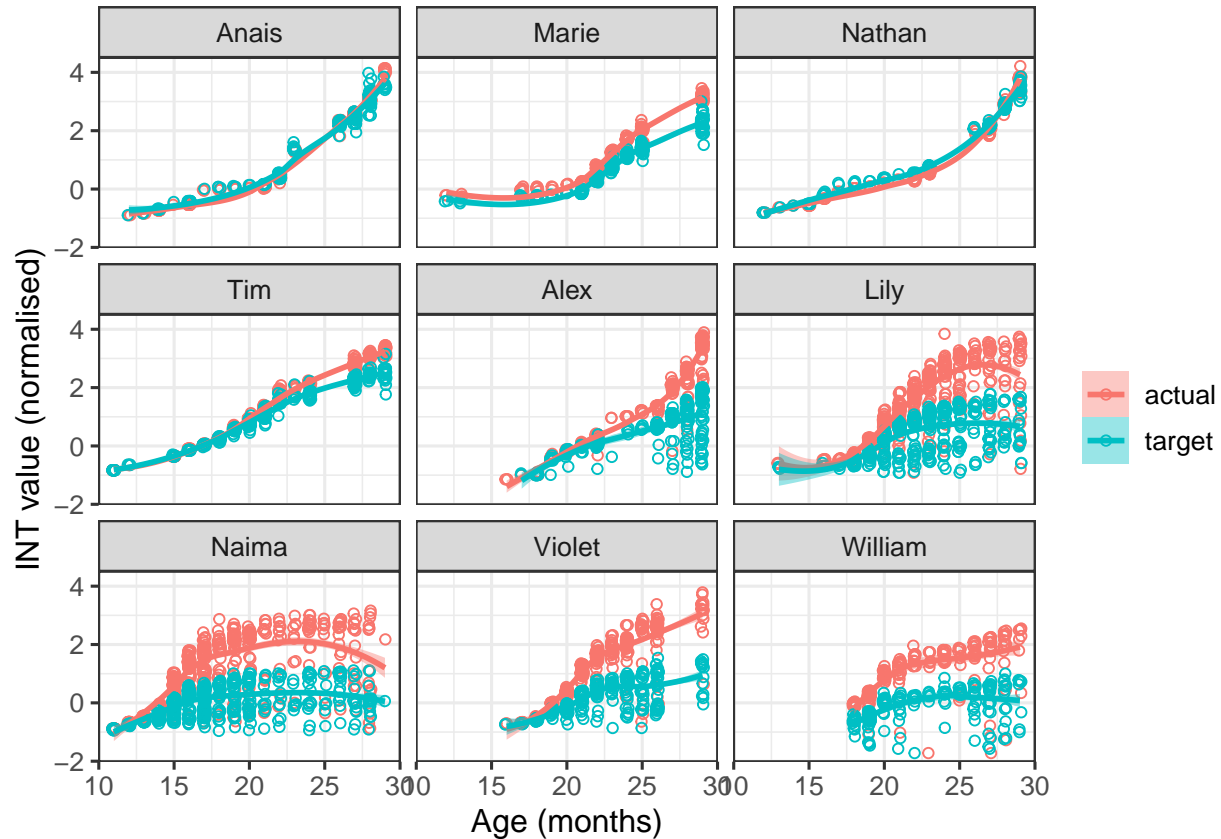 Anais
Marie
Nathan
4
2
0
−2
Tim
Alex
Lily
4
2
0
−2
Naima
Violet
William
4
2
0
−2
10 15 20 25 30
10 15 20 25 30
10 15 20 25 30
Age (months)
INT value (normalised)
actual
target